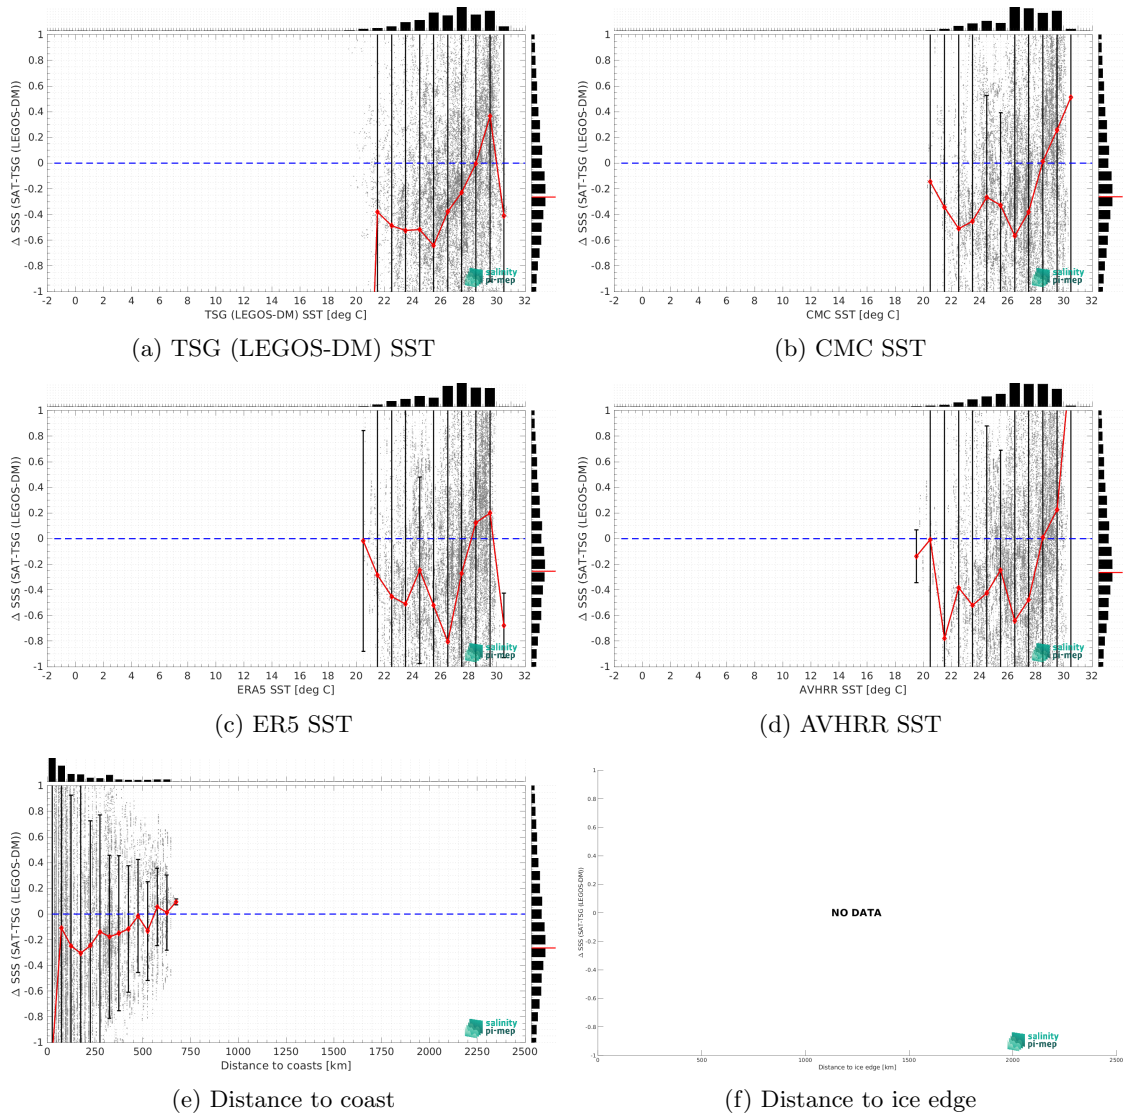 1
0.8
0.6
0.4
0.2
0
-0.2
-0.4
-0.6
-0.8
-1
Δ SSS (SAT-TSG (LEGOS-DM))
salinity
pi-mep
-2 0 2 4 6 8 10 12 14 16 18 20 22 24 26 28 30 32
TSG (LEGOS-DM) SST [deg C]
(a) TSG (LEGOS-DM) SST
1
0.8
0.6
0.4
0.2
0
-0.2
-0.4
-0.6
-0.8
-1
Δ SSS (SAT-TSG (LEGOS-DM))
salinity
pi-mep
-2 0 2 4 6 8 10 12 14 16 18 20 22 24 26 28 30 32
CMC SST [deg C]
(b) CMC SST
1
0.8
0.6
0.4
0.2
0
-0.2
-0.4
-0.6
-0.8
-1
Δ SSS (SAT-TSG (LEGOS-DM))
salinity
pi-mep
-2 0 2 4 6 8 10 12 14 16 18 20 22 24 26 28 30 32
ERA5 SST [deg C]
(c) ER5 SST
1
0.8
0.6
0.4
0.2
0
-0.2
-0.4
-0.6
-0.8
-1
Δ SSS (SAT-TSG (LEGOS-DM))
salinity
pi-mep
-2 0 2 4 6 8 10 12 14 16 18 20 22 24 26 28 30 32
AVHRR SST [deg C]
(d) AVHRR SST
1
0.8
0.6
0.4
0.2
0
-0.2
-0.4
-0.6
-0.8
-1
Δ SSS (SAT-TSG (LEGOS-DM))
salinity
pi-mep
0 250 500 750 1000 1250 1500 1750 2000 2250 2500
Distance to coasts [km]
(e) Distance to coast
1
0.8
0.6
0.4
0.2
0
-0.2
-0.4
-0.6
-0.8
-1
Δ SSS (SAT-TSG (LEGOS-DM))
NO DATA
salinity
pi-mep
0 500 1000 1500 2000 2500
Distance to ice edge [km]
(f) Distance to ice edge